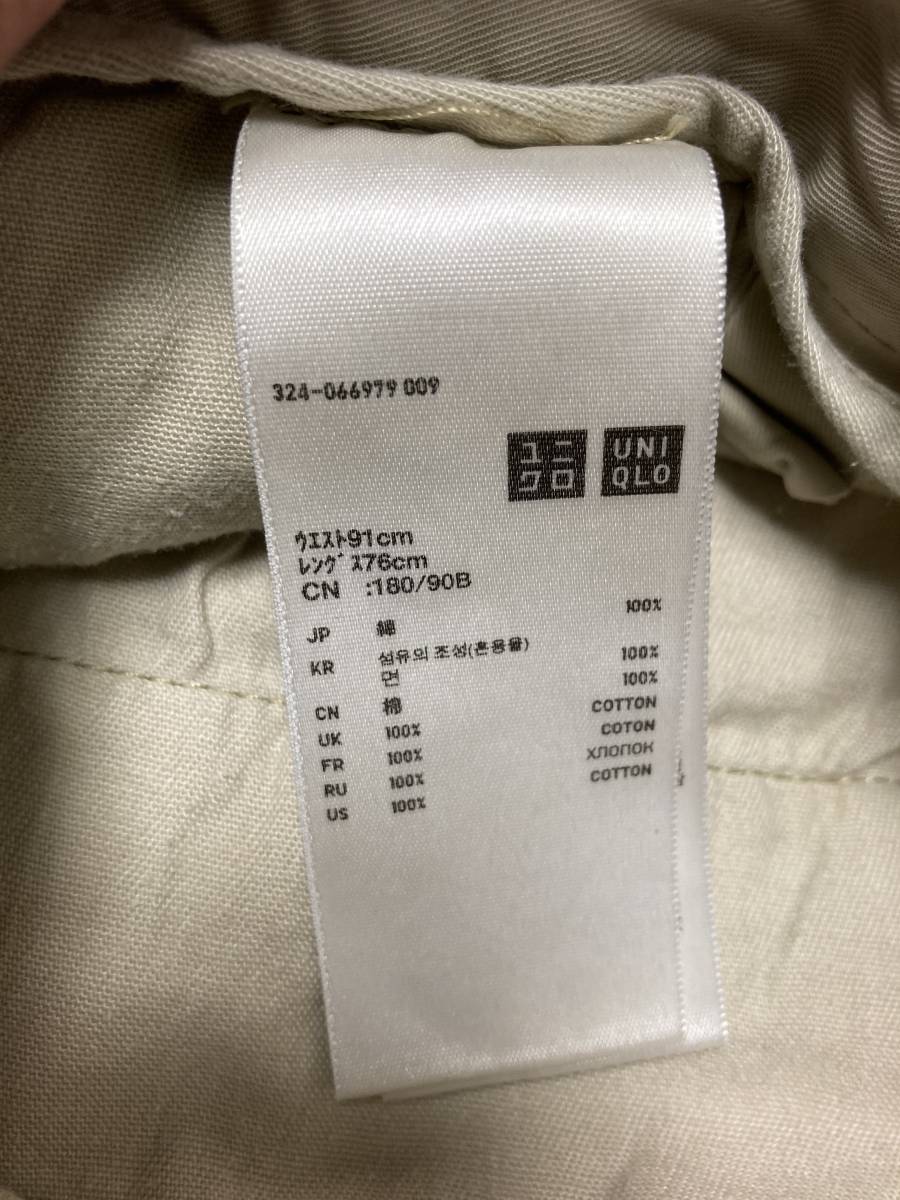 324-066979 009
ユニクロ
UNIQLO
ウエスト91cm
レングス76cm
CN :180/90B
JP 綿 100%
KR 섬유의 조성(혼용율)
면 100%
CN 棉 100%
UK 100% COTTON
FR 100% COTON
RU 100% ХЛОПОК
US 100% COTTON